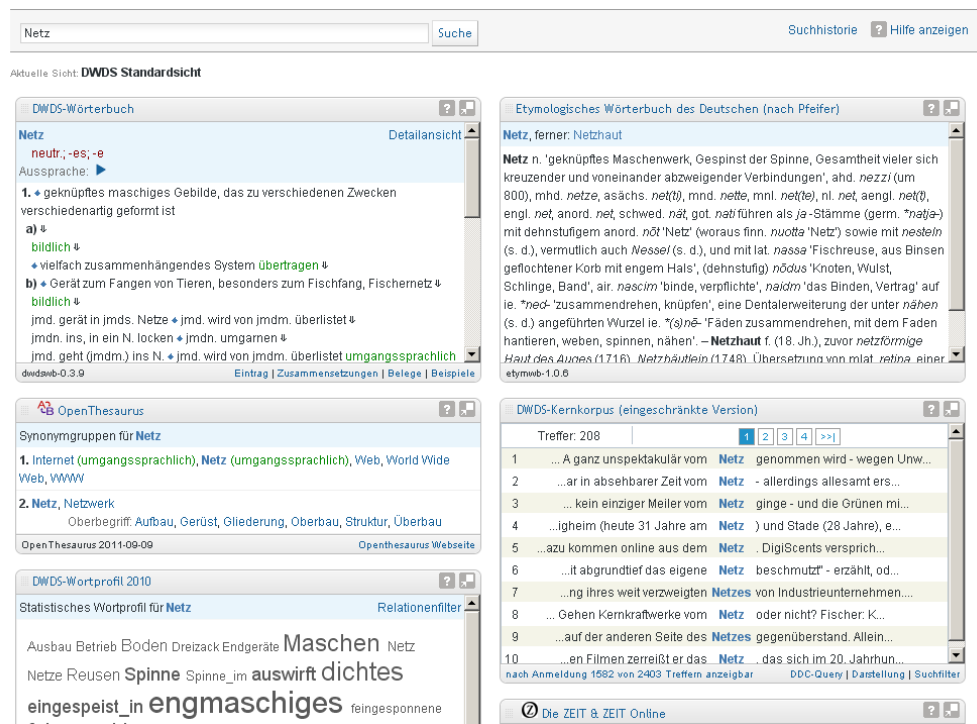 Netz
Suche
Suchhistorie ? Hilfe anzeigen
Aktuelle Sicht: DWDS Standardsicht
DWDS-Wörterbuch
Netz Detailansicht
neutr.; -es; -e
Aussprache:
1. geknüpftes maschiges Gebilde, das zu verschiedenen Zwecken
verschiedenartig geformt ist
a)
bildlich
vielfach zusammenhängendes System übertragen
b) Gerät zum Fangen von Tieren, besonders zum Fischfang, Fischernetz
bildlich
jmd. gerät in jmds. Netze jmd. wird von jmdm. überlistet
jmdn. ins, in ein N. locken jmdn. umgarnen
jmd. geht (jmdm.) ins N. jmd. wird von jmdm. überlistet umgangssprachlich
dwdswb-0.3.9 Eintrag | Zusammensetzungen | Belege | Beispiele
Etymologisches Wörterbuch des Deutschen (nach Pfeifer)
Netz, ferner: Netzhaut
Netz n. 'geknüpftes Maschenwerk, Gespinst der Spinne, Gesamtheit vieler sich
kreuzender und voneinander abzweigender Verbindungen', ahd. nezzi (um
800), mhd. netze, asächs. net(ti), mnd. nette, mnl. net(te), nl. net, aengl. net(t),
engl. net, anord. net, schwed. nät, got. nati führen als ja-Stämme (germ. *natja-)
mit dehnstufigem anord. nōt 'Netz' (woraus finn. nuotta 'Netz') sowie mit nesteln
(s. d.), vermutlich auch Nessel (s. d.), und mit lat. nassa 'Fischreuse, aus Binsen
geflochtener Korb mit engem Hals', (dehnstufig) nōdus 'Knoten, Wulst,
Schlinge, Band', air. nascim 'binde, verpflichte', naidm 'das Binden, Vertrag' auf
ie. *ned- 'zusammendrehen, knüpfen', eine Dentalerweiterung der unter nähen
(s. d.) angeführten Wurzel ie. *(s)nē- 'Fäden zusammendrehen, mit dem Faden
hantieren, weben, spinnen, nähen'. – Netzhaut f. (18. Jh.), zuvor netzförmige
Haut des Auges (1716), Netzhäutlein (1748), Übersetzung von mlat. retina, einer
etymwb-1.0.6
OpenThesaurus
Synonymgruppen für Netz
1. Internet (umgangssprachlich), Netz (umgangssprachlich), Web, World Wide
Web, WWW
2. Netz, Netzwerk
Oberbegriff: Aufbau, Gerüst, Gliederung, Oberbau, Struktur, Überbau
OpenThesaurus 2011-09-09 Openthesaurus Webseite
DWDS-Kernkorpus (eingeschränkte Version)
Treffer: 208 1 2 3 4 >>|
1 ... A ganz unspektakulär vom Netz genommen wird - wegen Unw...
2 ...ar in absehbarer Zeit vom Netz - allerdings allesamt ers...
3 ... kein einziger Meiler vom Netz ginge - und die Grünen mi...
4 ...igheim (heute 31 Jahre am Netz ) und Stade (28 Jahre), e...
5 ...azu kommen online aus dem Netz . DigiScents versprich...
6 ...it abgrundtief das eigene Netz beschmutzt" - erzählt, od...
7 ...ng ihres weit verzweigten Netzes von Industrieunternehmen....
8 ... Gehen Kernkraftwerke vom Netz oder nicht? Fischer: K...
9 ...auf der anderen Seite des Netzes gegenüberstand. Allein...
10 ...en Filmen zerreißt er das Netz , das sich im 20. Jahrhun...
nach Anmeldung 1582 von 2403 Treffern anzeigbar DDC-Query | Darstellung | Suchfilter
DWDS-Wortprofil 2010
Statistisches Wortprofil für Netz Relationenfilter
Ausbau Betrieb Boden Dreizack Endgeräte Maschen Netz
Netze Reusen Spinne Spinne_im auswirft dichtes
eingespeist_in engmaschiges feingesponnene
Die ZEIT & ZEIT Online